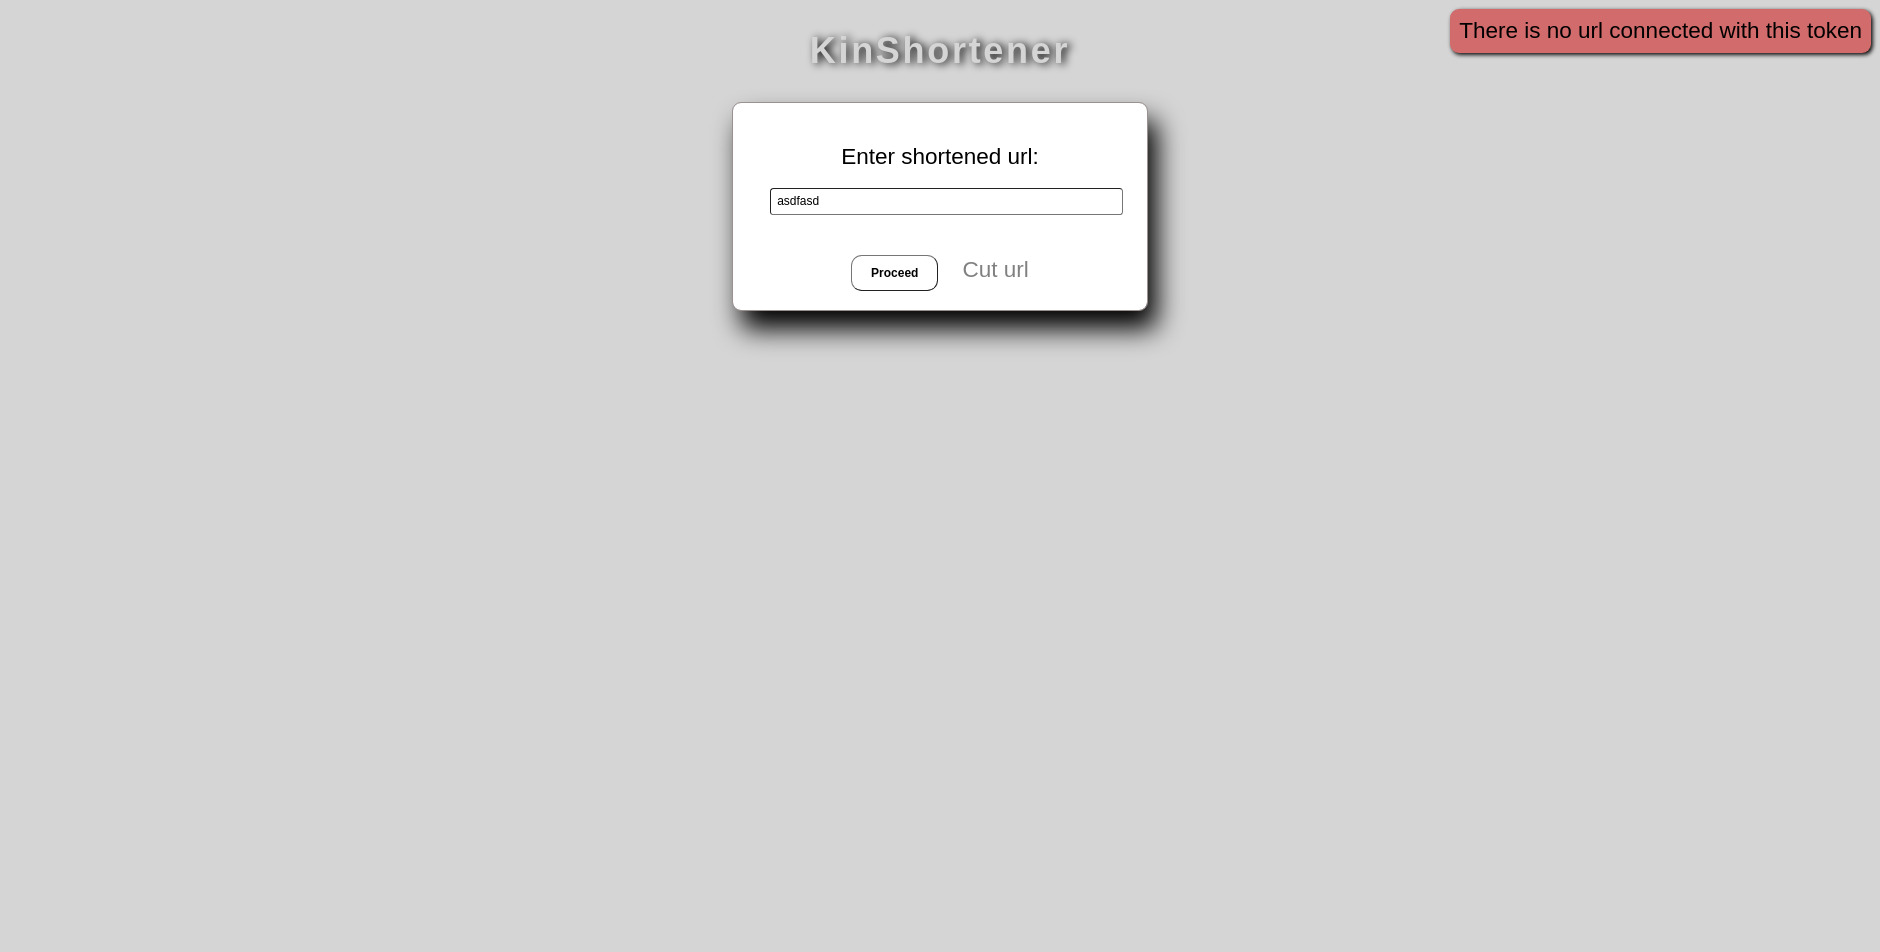 There is no url connected with this token
KinShortener
Enter shortened url:
asdfasd
Proceed
Cut url